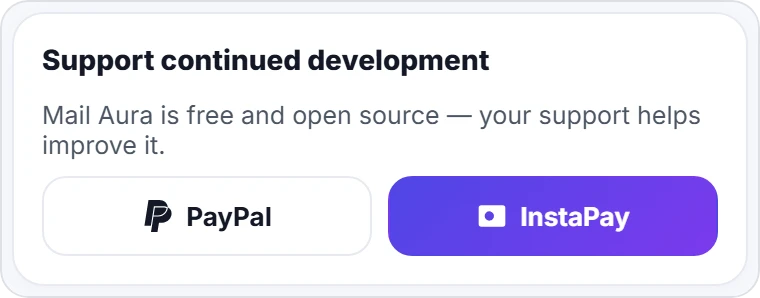 Support continued development
Mail Aura is free and open source — your support helps
improve it.
PayPal
InstaPay